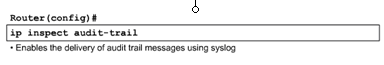 Router(config)#
ip inspect audit-trail
• Enables the delivery of audit trail messages using syslog